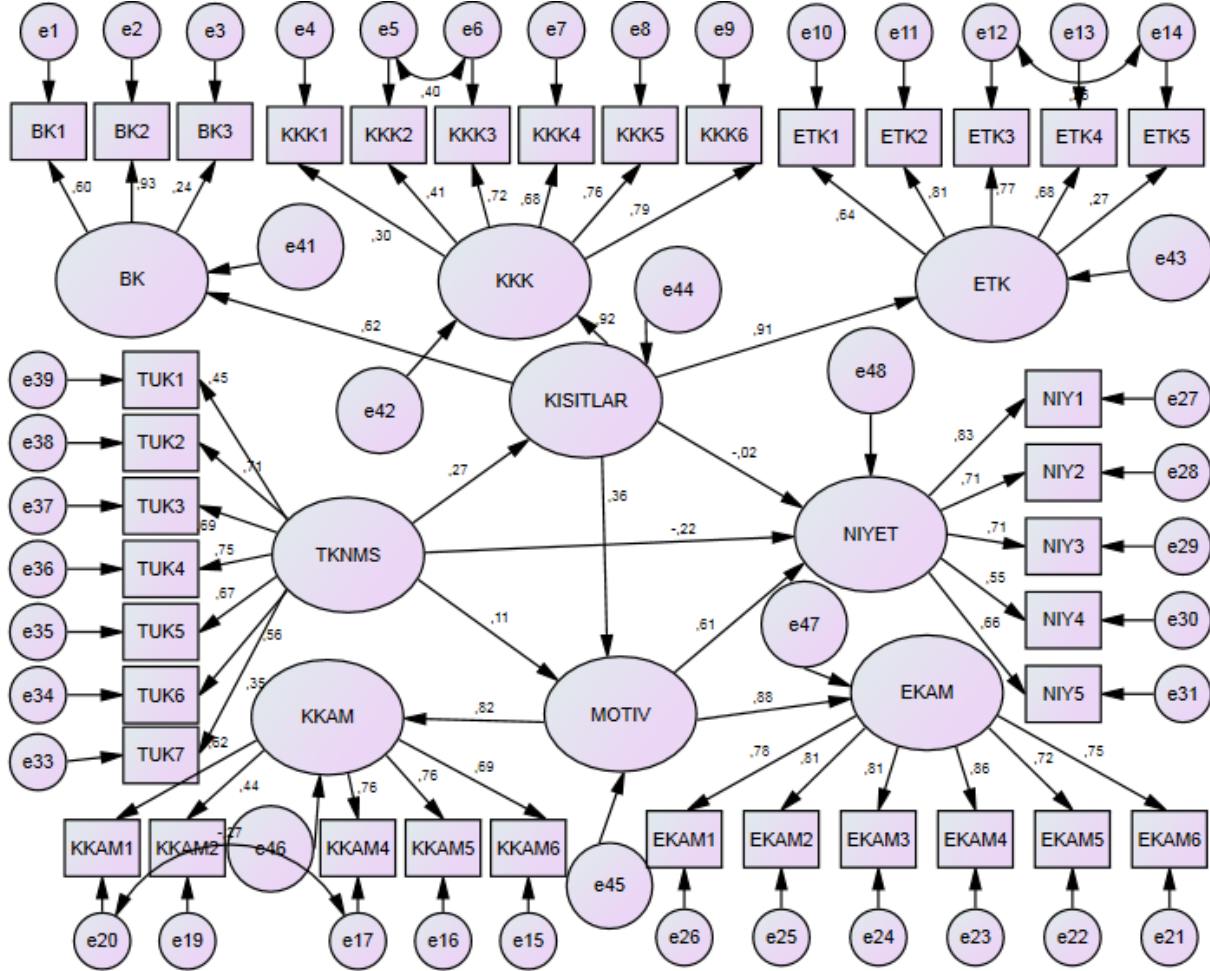 e1 e2 e3 e4 e5 e6 e7 e8 e9 e10 e11 e12 e13 e14
,40
BK1 BK2 BK3 KKK1 KKK2 KKK3 KKK4 KKK5 KKK6 ETK1 ETK2 ETK3 ETK4 ETK5
,60 ,93 ,24 ,30 ,41 ,72 ,68 ,76 ,79 ,64 ,81 ,77 ,68 ,27
BK e41 KKK e44 ETK e43
,62 ,92 ,91
e42 KISITLAR e48
e39 TUK1 ,45
e38 TUK2 ,71
e37 TUK3 ,69
e36 TUK4 ,75
e35 TUK5 ,67
e34 TUK6 ,56
e33 TUK7 ,35
,27 ,36 -,02
TKNMS -,22 NIYET
,83 NIY1 e27
,71 NIY2 e28
,71 NIY3 e29
,55 NIY4 e30
,66 NIY5 e31
,11 ,61 e47
KKAM ,82 MOTIV ,88 EKAM
,62 ,44 ,76 ,76 ,69 ,78 ,81 ,81 ,86 ,72 ,75
-,27
KKAM1 KKAM2 e46 KKAM4 KKAM5 KKAM6 EKAM1 EKAM2 EKAM3 EKAM4 EKAM5 EKAM6
e45
e20 e19 e17 e16 e15 e26 e25 e24 e23 e22 e21